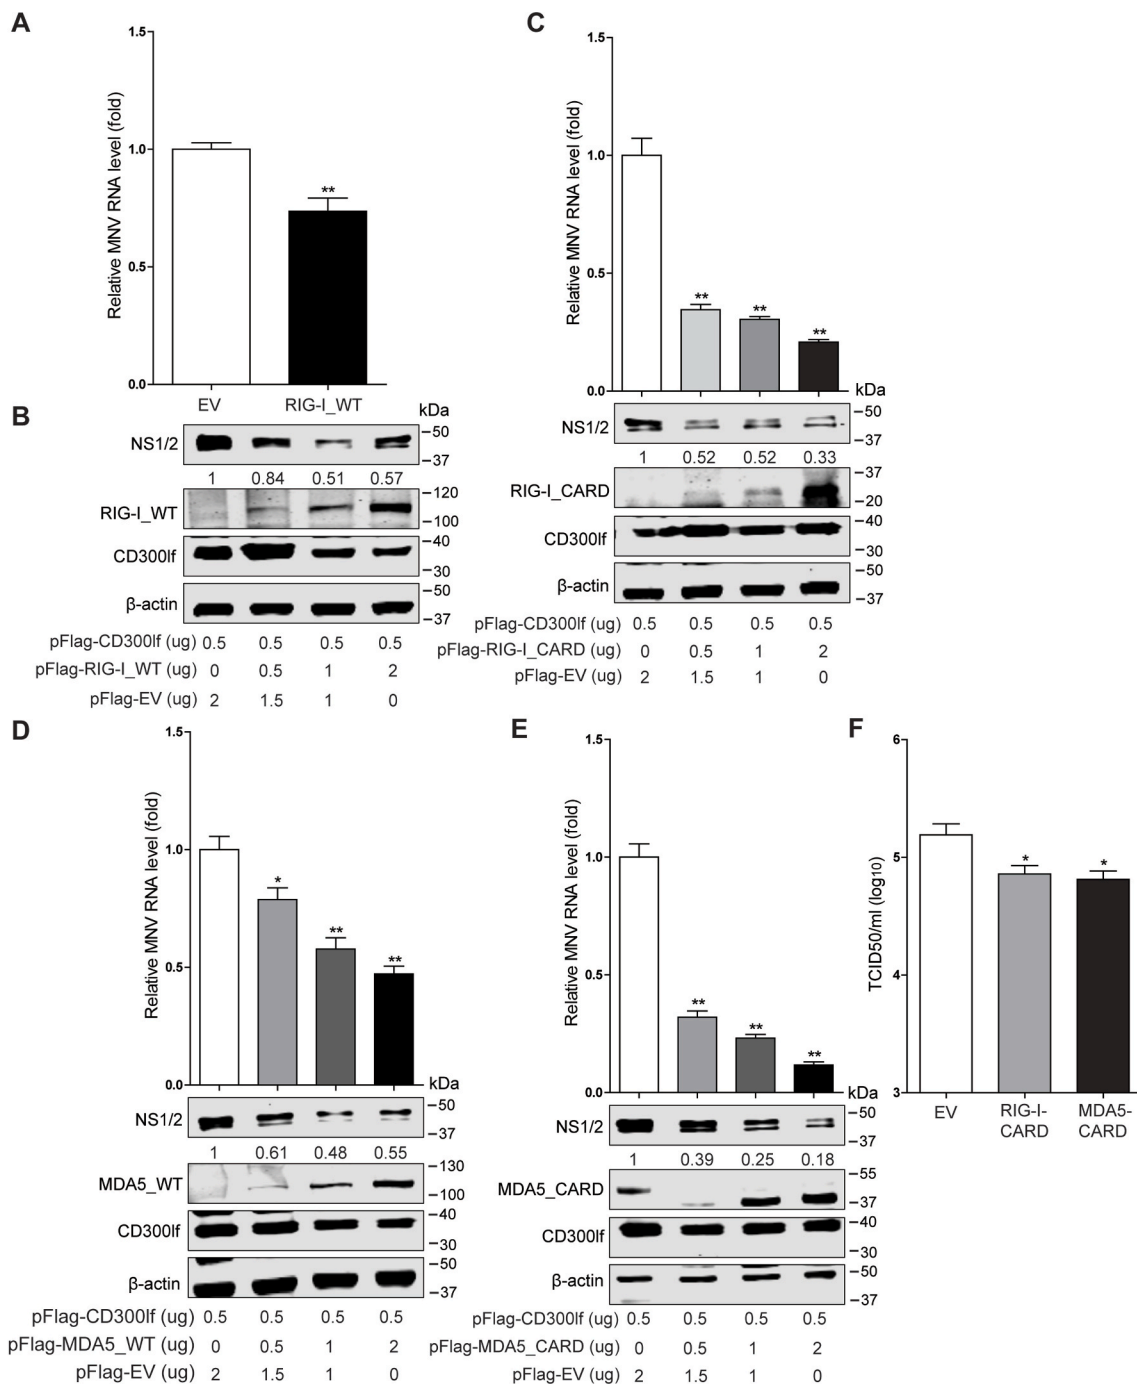 A
Relative MNV RNA level (fold)
1.5
1.0
0.5
0.0
**
EV
RIG-I_WT
B
kDa
NS1/2
50
37
1 0.84 0.51 0.57
RIG-I_WT
120
100
CD300lf
40
30
β-actin
50
37
pFlag-CD300lf (ug) 0.5 0.5 0.5 0.5
pFlag-RIG-I_WT (ug) 0 0.5 1 2
pFlag-EV (ug) 2 1.5 1 0
C
Relative MNV RNA level (fold)
1.5
1.0
0.5
0.0
** ** **
kDa
NS1/2
50
37
1 0.52 0.52 0.33
RIG-I_CARD
37
20
CD300lf
40
30
β-actin
50
37
pFlag-CD300lf (ug) 0.5 0.5 0.5 0.5
pFlag-RIG-I_CARD (ug) 0 0.5 1 2
pFlag-EV (ug) 2 1.5 1 0
D
Relative MNV RNA level (fold)
1.5
1.0
0.5
0.0
* ** **
kDa
NS1/2
50
37
1 0.61 0.48 0.55
MDA5_WT
130
100
CD300lf
40
30
β-actin
50
37
pFlag-CD300lf (ug) 0.5 0.5 0.5 0.5
pFlag-MDA5_WT (ug) 0 0.5 1 2
pFlag-EV (ug) 2 1.5 1 0
E
Relative MNV RNA level (fold)
1.5
1.0
0.5
0.0
** ** **
kDa
NS1/2
50
37
1 0.39 0.25 0.18
MDA5_CARD
55
37
CD300lf
40
30
β-actin
50
37
pFlag-CD300lf (ug) 0.5 0.5 0.5 0.5
pFlag-MDA5_CARD (ug) 0 0.5 1 2
pFlag-EV (ug) 2 1.5 1 0
F
TCID50/ml (log10)
6
5
4
3
* *
EV
RIG-I-
CARD
MDA5-
CARD